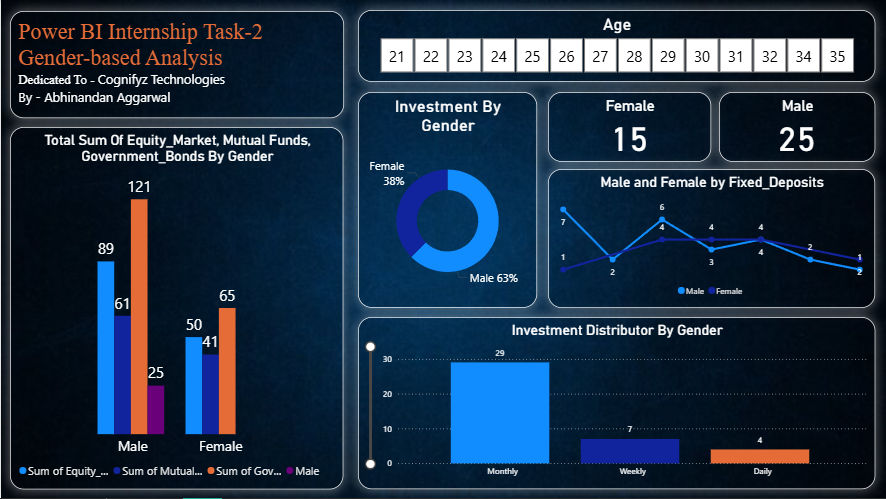 Power BI Internship Task-2
Gender-based Analysis
Dedicated To - Cognifyz Technologies
By - Abhinandan Aggarwal
Age
21 22 23 24 25 26 27 28 29 30 31 32 34 35
Total Sum Of Equity_Market, Mutual Funds,
Government_Bonds By Gender
121
89
61
25
65
50
41
Male Female
Sum of Equity_... Sum of Mutual... Sum of Gov... Male
Investment By
Gender
Female
38%
Male 63%
Female
15
Male
25
Male and Female by Fixed_Deposits
7
1
2
6
4
4
3
4
4
2
1
2
Male Female
Investment Distributor By Gender
30
20
10
0
29
7
4
Monthly Weekly Daily